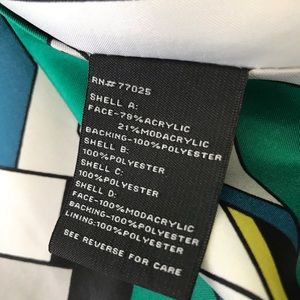 RN# 77025
SHELL A:
FACE-79%ACRYLIC
21%MODACRYLIC
BACKING-100%POLYESTER
SHELL B:
100%POLYESTER
SHELL C:
100%POLYESTER
SHELL D:
FACE-100%MODACRYLIC
BACKING-100%POLYESTER
LINING:100%POLYESTER
SEE REVERSE FOR CARE